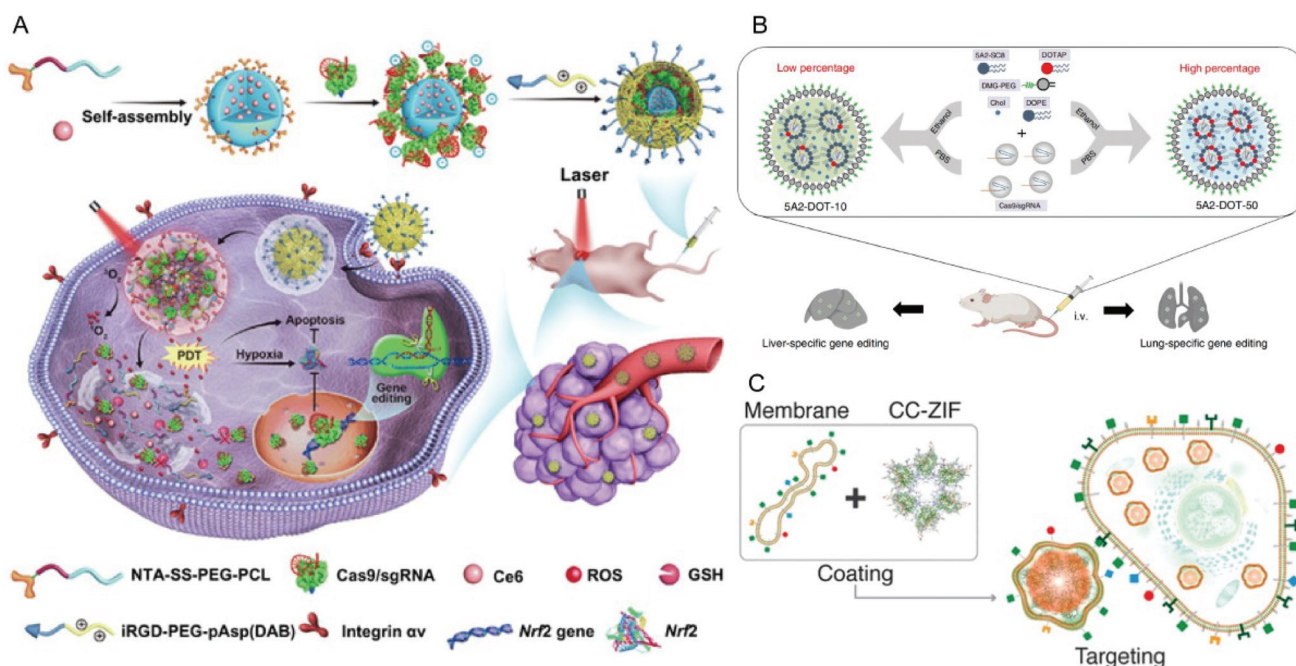 A
Self-assembly
Laser
³O₂
¹O₂
PDT
Apoptosis
Hypoxia
Gene
editing
NTA-SS-PEG-PCL
Cas9/sgRNA
Ce6
ROS
GSH
iRGD-PEG-pAsp(DAB)
Integrin αv
Nrf2 gene
Nrf2
B
Low percentage
5A2-SC8
DOTAP
High percentage
DMG-PEG
Chol
DOPE
Ethanol
PBS
+
Ethanol
PBS
Cas9/sgRNA
5A2-DOT-10
5A2-DOT-50
i.v.
Liver-specific gene editing
Lung-specific gene editing
C
Membrane
CC-ZIF
+
Coating
Targeting